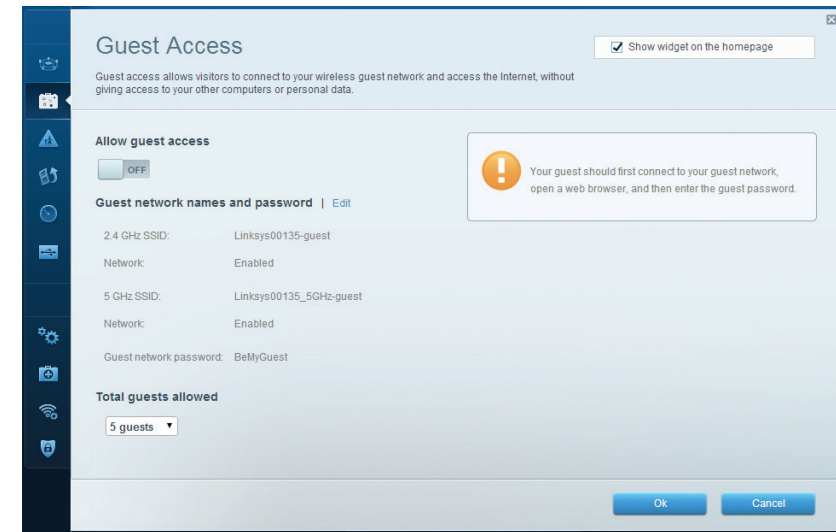 Guest Access
Show widget on the homepage
Guest access allows visitors to connect to your wireless guest network and access the Internet, without
giving access to your other computers or personal data.
Allow guest access
OFF
Your guest should first connect to your guest network,
open a web browser, and then enter the guest password.
Guest network names and password | Edit
2.4 GHz SSID: Linksys00135-guest
Network: Enabled
5 GHz SSID: Linksys00135_5GHz-guest
Network: Enabled
Guest network password: BeMyGuest
Total guests allowed
5 guests
Ok Cancel